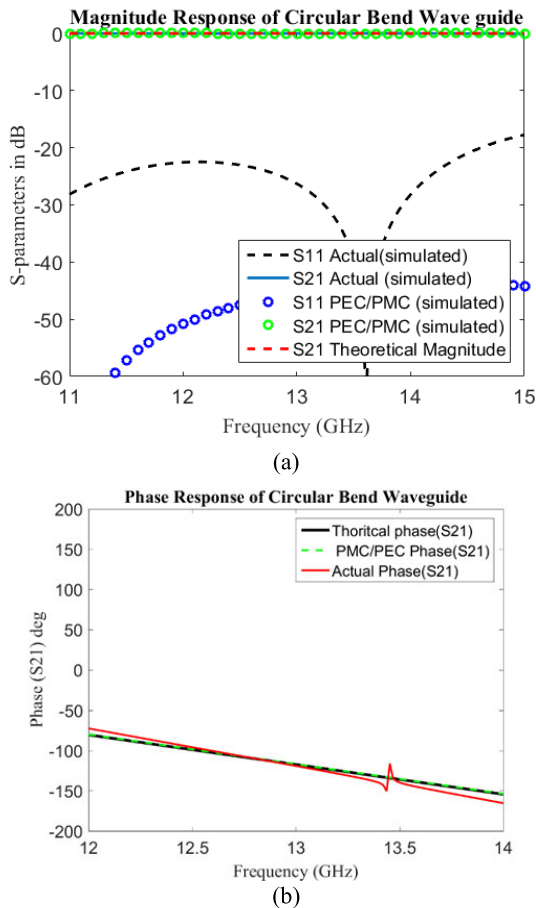 Magnitude Response of Circular Bend Wave guide
S-parameters in dB
0
-10
-20
-30
-40
-50
-60
S11 Actual(simulated)
S21 Actual (simulated)
S11 PEC/PMC (simulated)
S21 PEC/PMC (simulated)
S21 Theoretical Magnitude
11 12 13 14 15
Frequency (GHz)
(a)
Phase Response of Circular Bend Waveguide
Phase (S21) deg
200
150
100
50
0
-50
-100
-150
-200
Thoritcal phase(S21)
PMC/PEC Phase(S21)
Actual Phase(S21)
12 12.5 13 13.5 14
Frequency (GHz)
(b)